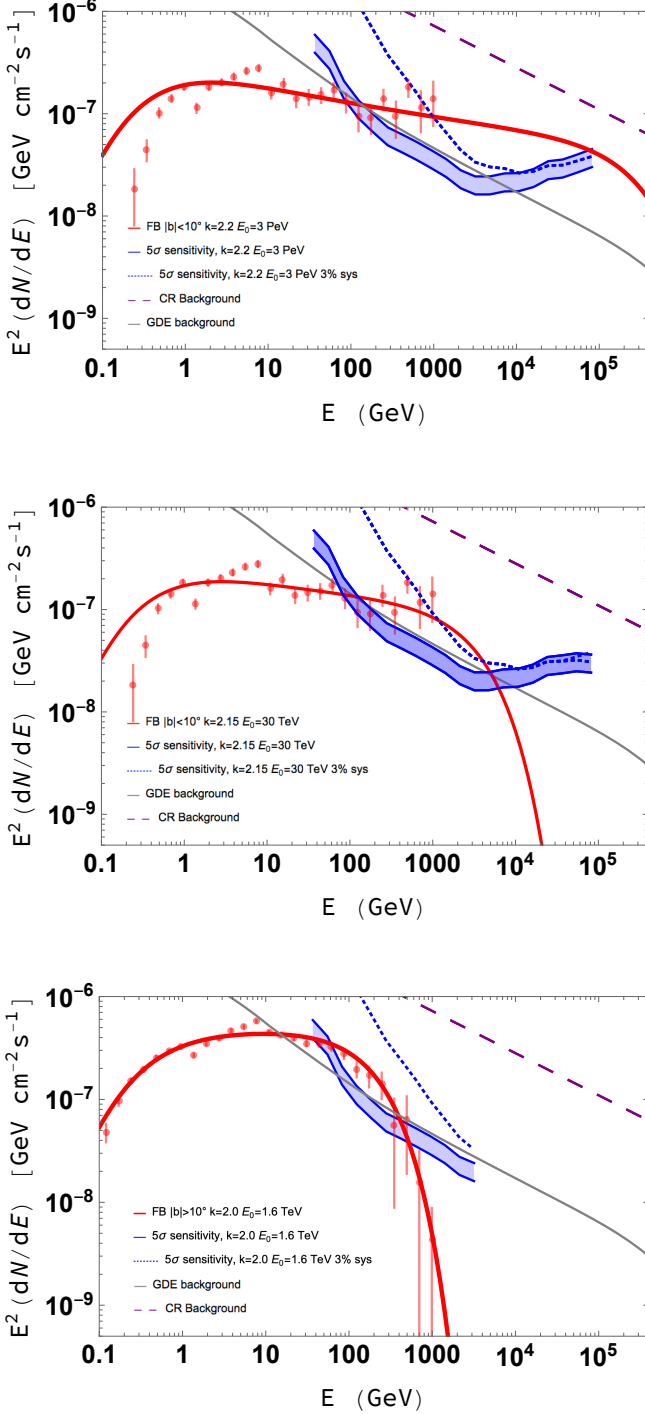 10⁻⁶
10⁻⁷
10⁻⁸
10⁻⁹
E² (dN/dE) [GeV cm⁻²s⁻¹]
FB |b|<10° k=2.2 E₀=3 PeV
5σ sensitivity, k=2.2 E₀=3 PeV
5σ sensitivity, k=2.2 E₀=3 PeV 3% sys
CR Background
GDE background
0.1 1 10 100 1000 10⁴ 10⁵
E (GeV)
10⁻⁶
10⁻⁷
10⁻⁸
10⁻⁹
E² (dN/dE) [GeV cm⁻²s⁻¹]
FB |b|<10° k=2.15 E₀=30 TeV
5σ sensitivity, k=2.15 E₀=30 TeV
5σ sensitivity, k=2.15 E₀=30 TeV 3% sys
GDE background
CR Background
0.1 1 10 100 1000 10⁴ 10⁵
E (GeV)
10⁻⁶
10⁻⁷
10⁻⁸
10⁻⁹
E² (dN/dE) [GeV cm⁻²s⁻¹]
FB |b|>10° k=2.0 E₀=1.6 TeV
5σ sensitivity, k=2.0 E₀=1.6 TeV
5σ sensitivity, k=2.0 E₀=1.6 TeV 3% sys
GDE background
CR Background
0.1 1 10 100 1000 10⁴ 10⁵
E (GeV)